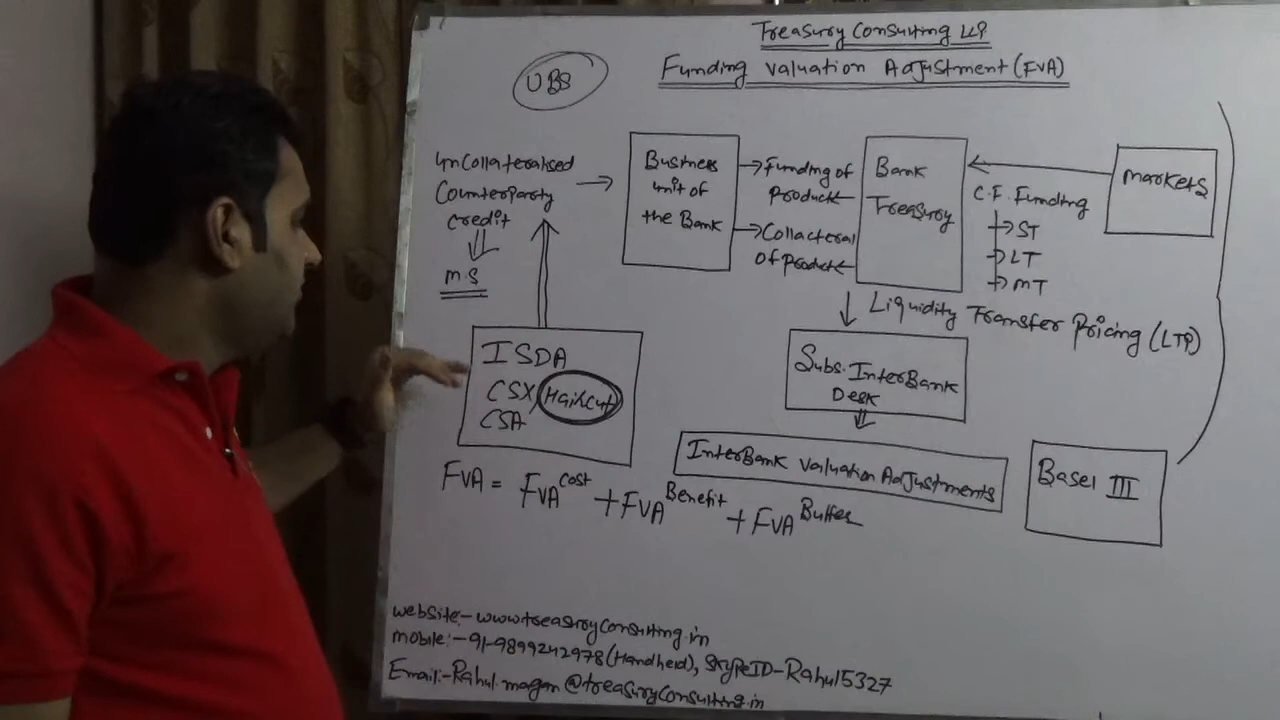 Treasury Consulting LLP
Funding Valuation Adjustment (FVA)
UBS
UnCollateralised
Counterparty
Credit
MS
Business
unit of
the Bank
Funding of
Product
Collacteral
Of Product
Bank
Treasury
C.F. Funding
ST
LT
MT
Markets
Liquidity Transfer Pricing (LTP)
ISDA
CSX/Haircut
CSA
Subs. InterBank
Desk
InterBank Valuation Adjustments
Basel III
FVA = FVA Cost + FVA Benefit + FVA Buffer
website:- www.treasuryconsulting.in
mobile:- 91-9899242978 (Handheld), Skype ID - Rahul5327
Email:- Rahul.magan@treasuryconsulting.in